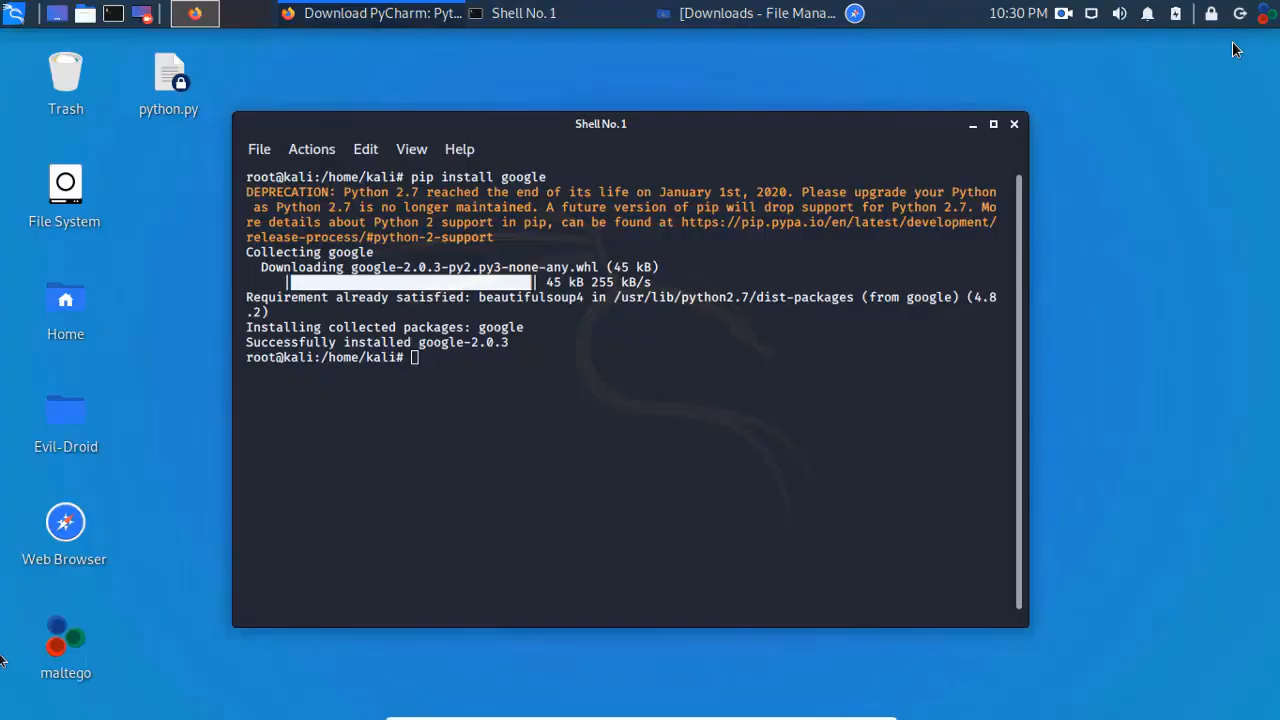 Download PyCharm: Pyt...
Shell No. 1
[Downloads - File Mana...
10:30 PM
Trash
python.py
File System
Home
Evil-Droid
Web Browser
maltego
Shell No. 1
File Actions Edit View Help
root@kali:/home/kali# pip install google
DEPRECATION: Python 2.7 reached the end of its life on January 1st, 2020. Please upgrade your Python
as Python 2.7 is no longer maintained. A future version of pip will drop support for Python 2.7. Mo
re details about Python 2 support in pip, can be found at https://pip.pypa.io/en/latest/development/
release-process/#python-2-support
Collecting google
Downloading google-2.0.3-py2.py3-none-any.whl (45 kB)
| | 45 kB 255 kB/s
Requirement already satisfied: beautifulsoup4 in /usr/lib/python2.7/dist-packages (from google) (4.8
.2)
Installing collected packages: google
Successfully installed google-2.0.3
root@kali:/home/kali#